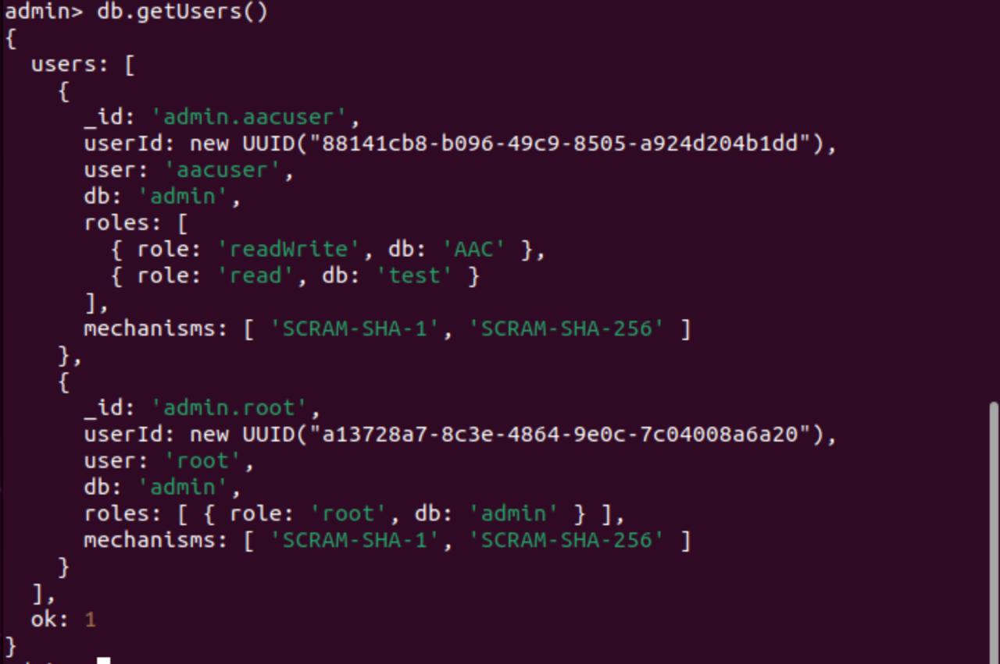 admin> db.getUsers()
{
  users: [
    {
      _id: 'admin.aacuser',
      userId: new UUID("88141cb8-b096-49c9-8505-a924d204b1dd"),
      user: 'aacuser',
      db: 'admin',
      roles: [
        { role: 'readWrite', db: 'AAC' },
        { role: 'read', db: 'test' }
      ],
      mechanisms: [ 'SCRAM-SHA-1', 'SCRAM-SHA-256' ]
    },
    {
      _id: 'admin.root',
      userId: new UUID("a13728a7-8c3e-4864-9e0c-7c04008a6a20"),
      user: 'root',
      db: 'admin',
      roles: [ { role: 'root', db: 'admin' } ],
      mechanisms: [ 'SCRAM-SHA-1', 'SCRAM-SHA-256' ]
    }
  ],
  ok: 1
}